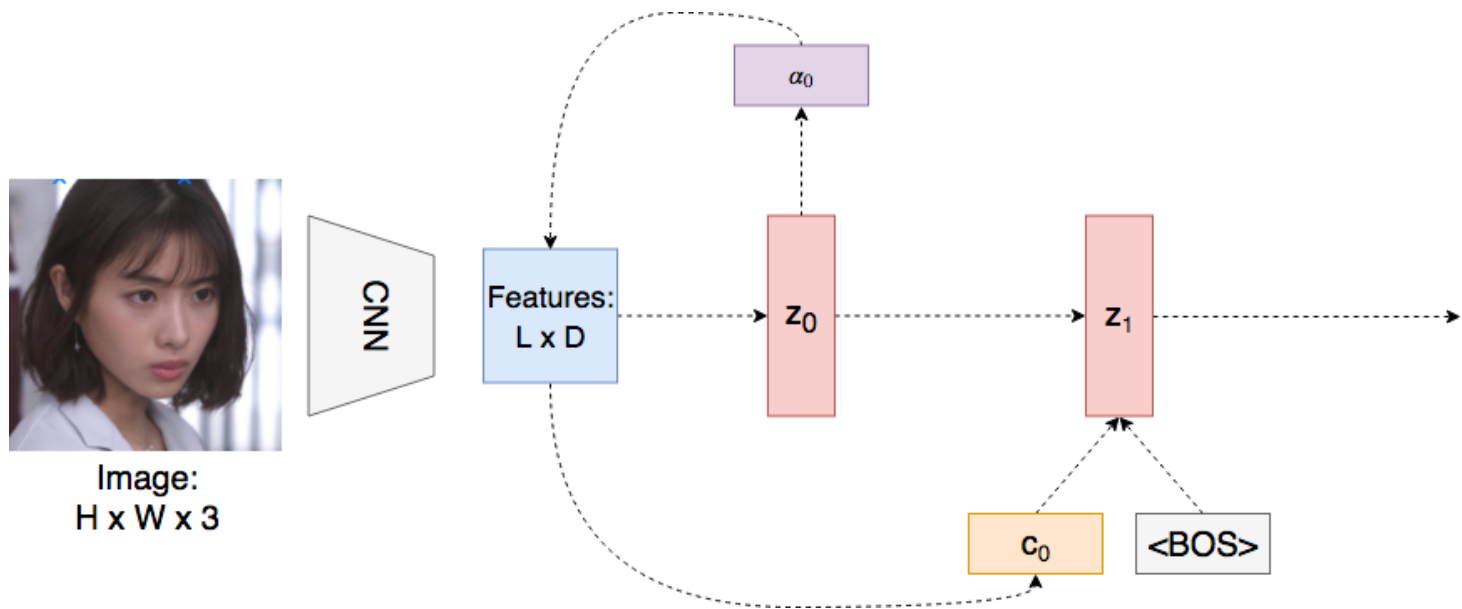 α₀
CNN
Features:
L x D
z₀
z₁
Image:
H x W x 3
c₀
<BOS>